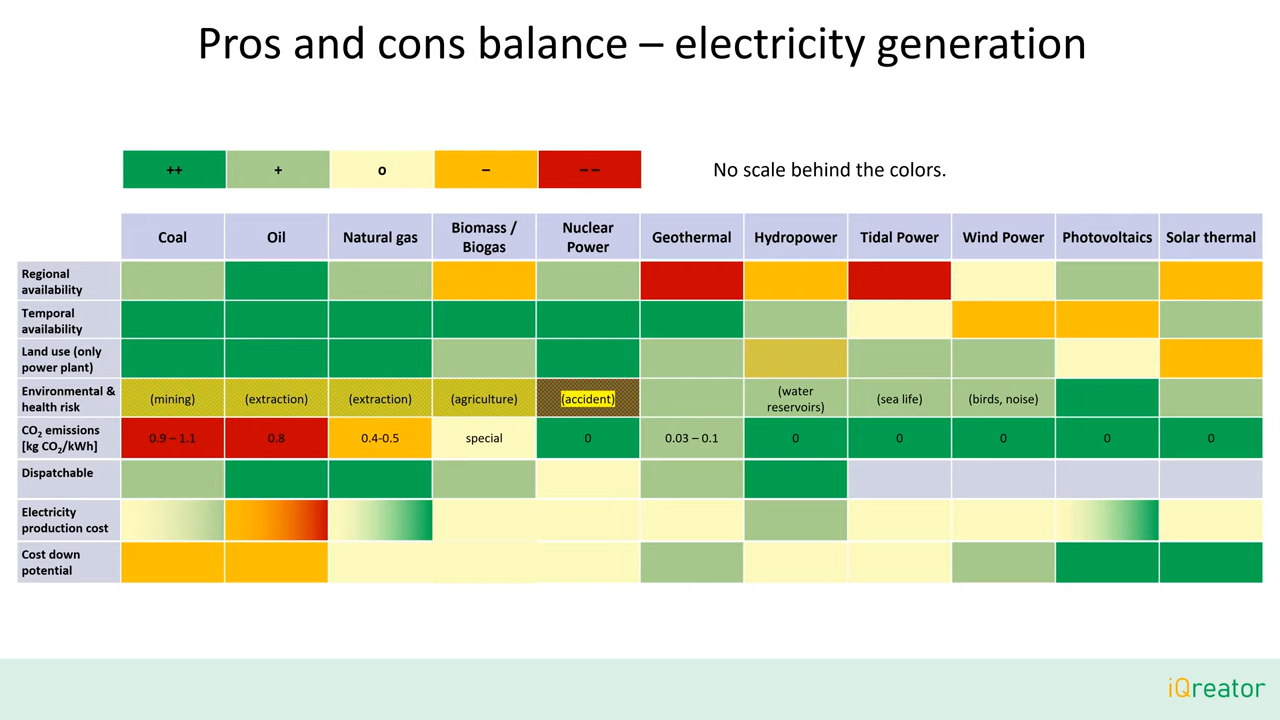 Pros and cons balance – electricity generation
++ + o – – –
No scale behind the colors.
Coal Oil Natural gas Biomass / Biogas Nuclear Power Geothermal Hydropower Tidal Power Wind Power Photovoltaics Solar thermal
Regional
availability
Temporal
availability
Land use (only
power plant)
Environmental &
health risk
(mining) (extraction) (extraction) (agriculture) (accident) (water reservoirs) (sea life) (birds, noise)
CO₂ emissions
[kg CO₂/kWh]
0.9 – 1.1 0.8 0.4-0.5 special 0 0.03 – 0.1 0 0 0 0 0
Dispatchable
Electricity
production cost
Cost down
potential
iQreator